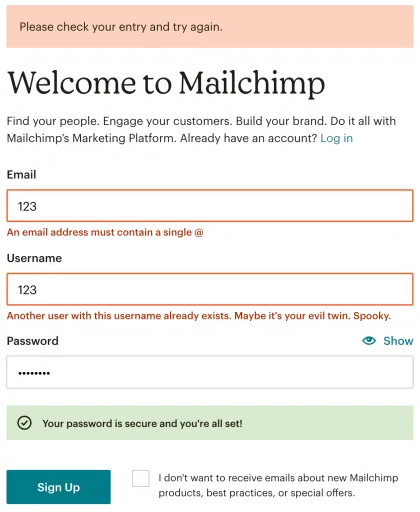 Please check your entry and try again.
Welcome to Mailchimp
Find your people. Engage your customers. Build your brand. Do it all with
Mailchimp's Marketing Platform. Already have an account? Log in
Email
123
An email address must contain a single @
Username
123
Another user with this username already exists. Maybe it's your evil twin. Spooky.
Password
Show
••••••••
Your password is secure and you're all set!
Sign Up
I don't want to receive emails about new Mailchimp
products, best practices, or special offers.